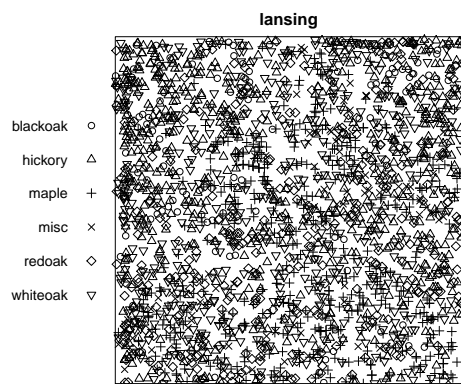 lansing
blackoak
hickory
maple
misc
redoak
whiteoak